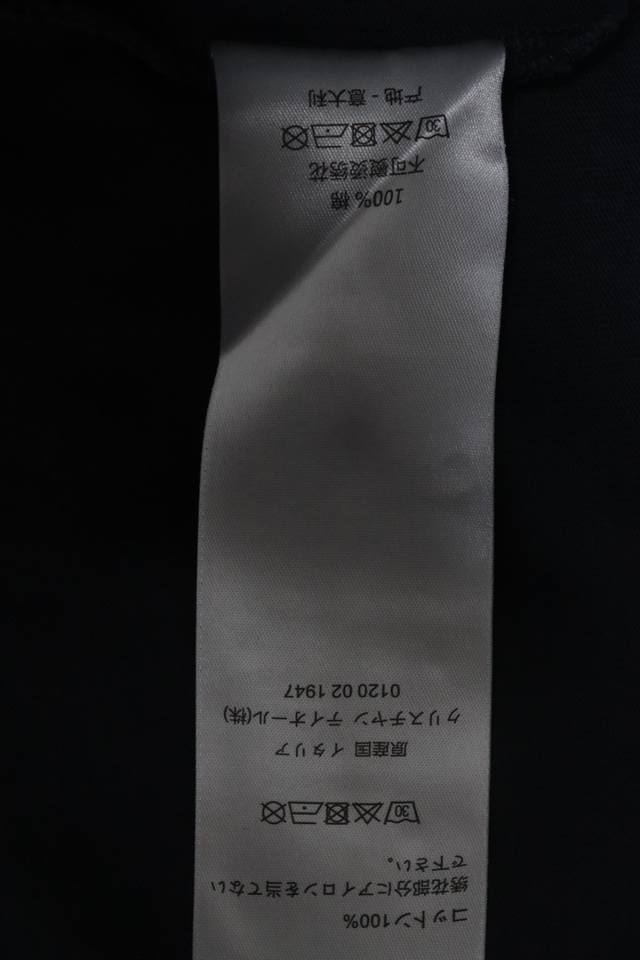 コットン100%
绣花部分にアイロンを当てない
で下さい。
原産国 イタリア
クリスチャン ディオール(株)
0120 02 1947
100% 棉
不可熨烫绣花
产地 - 意大利